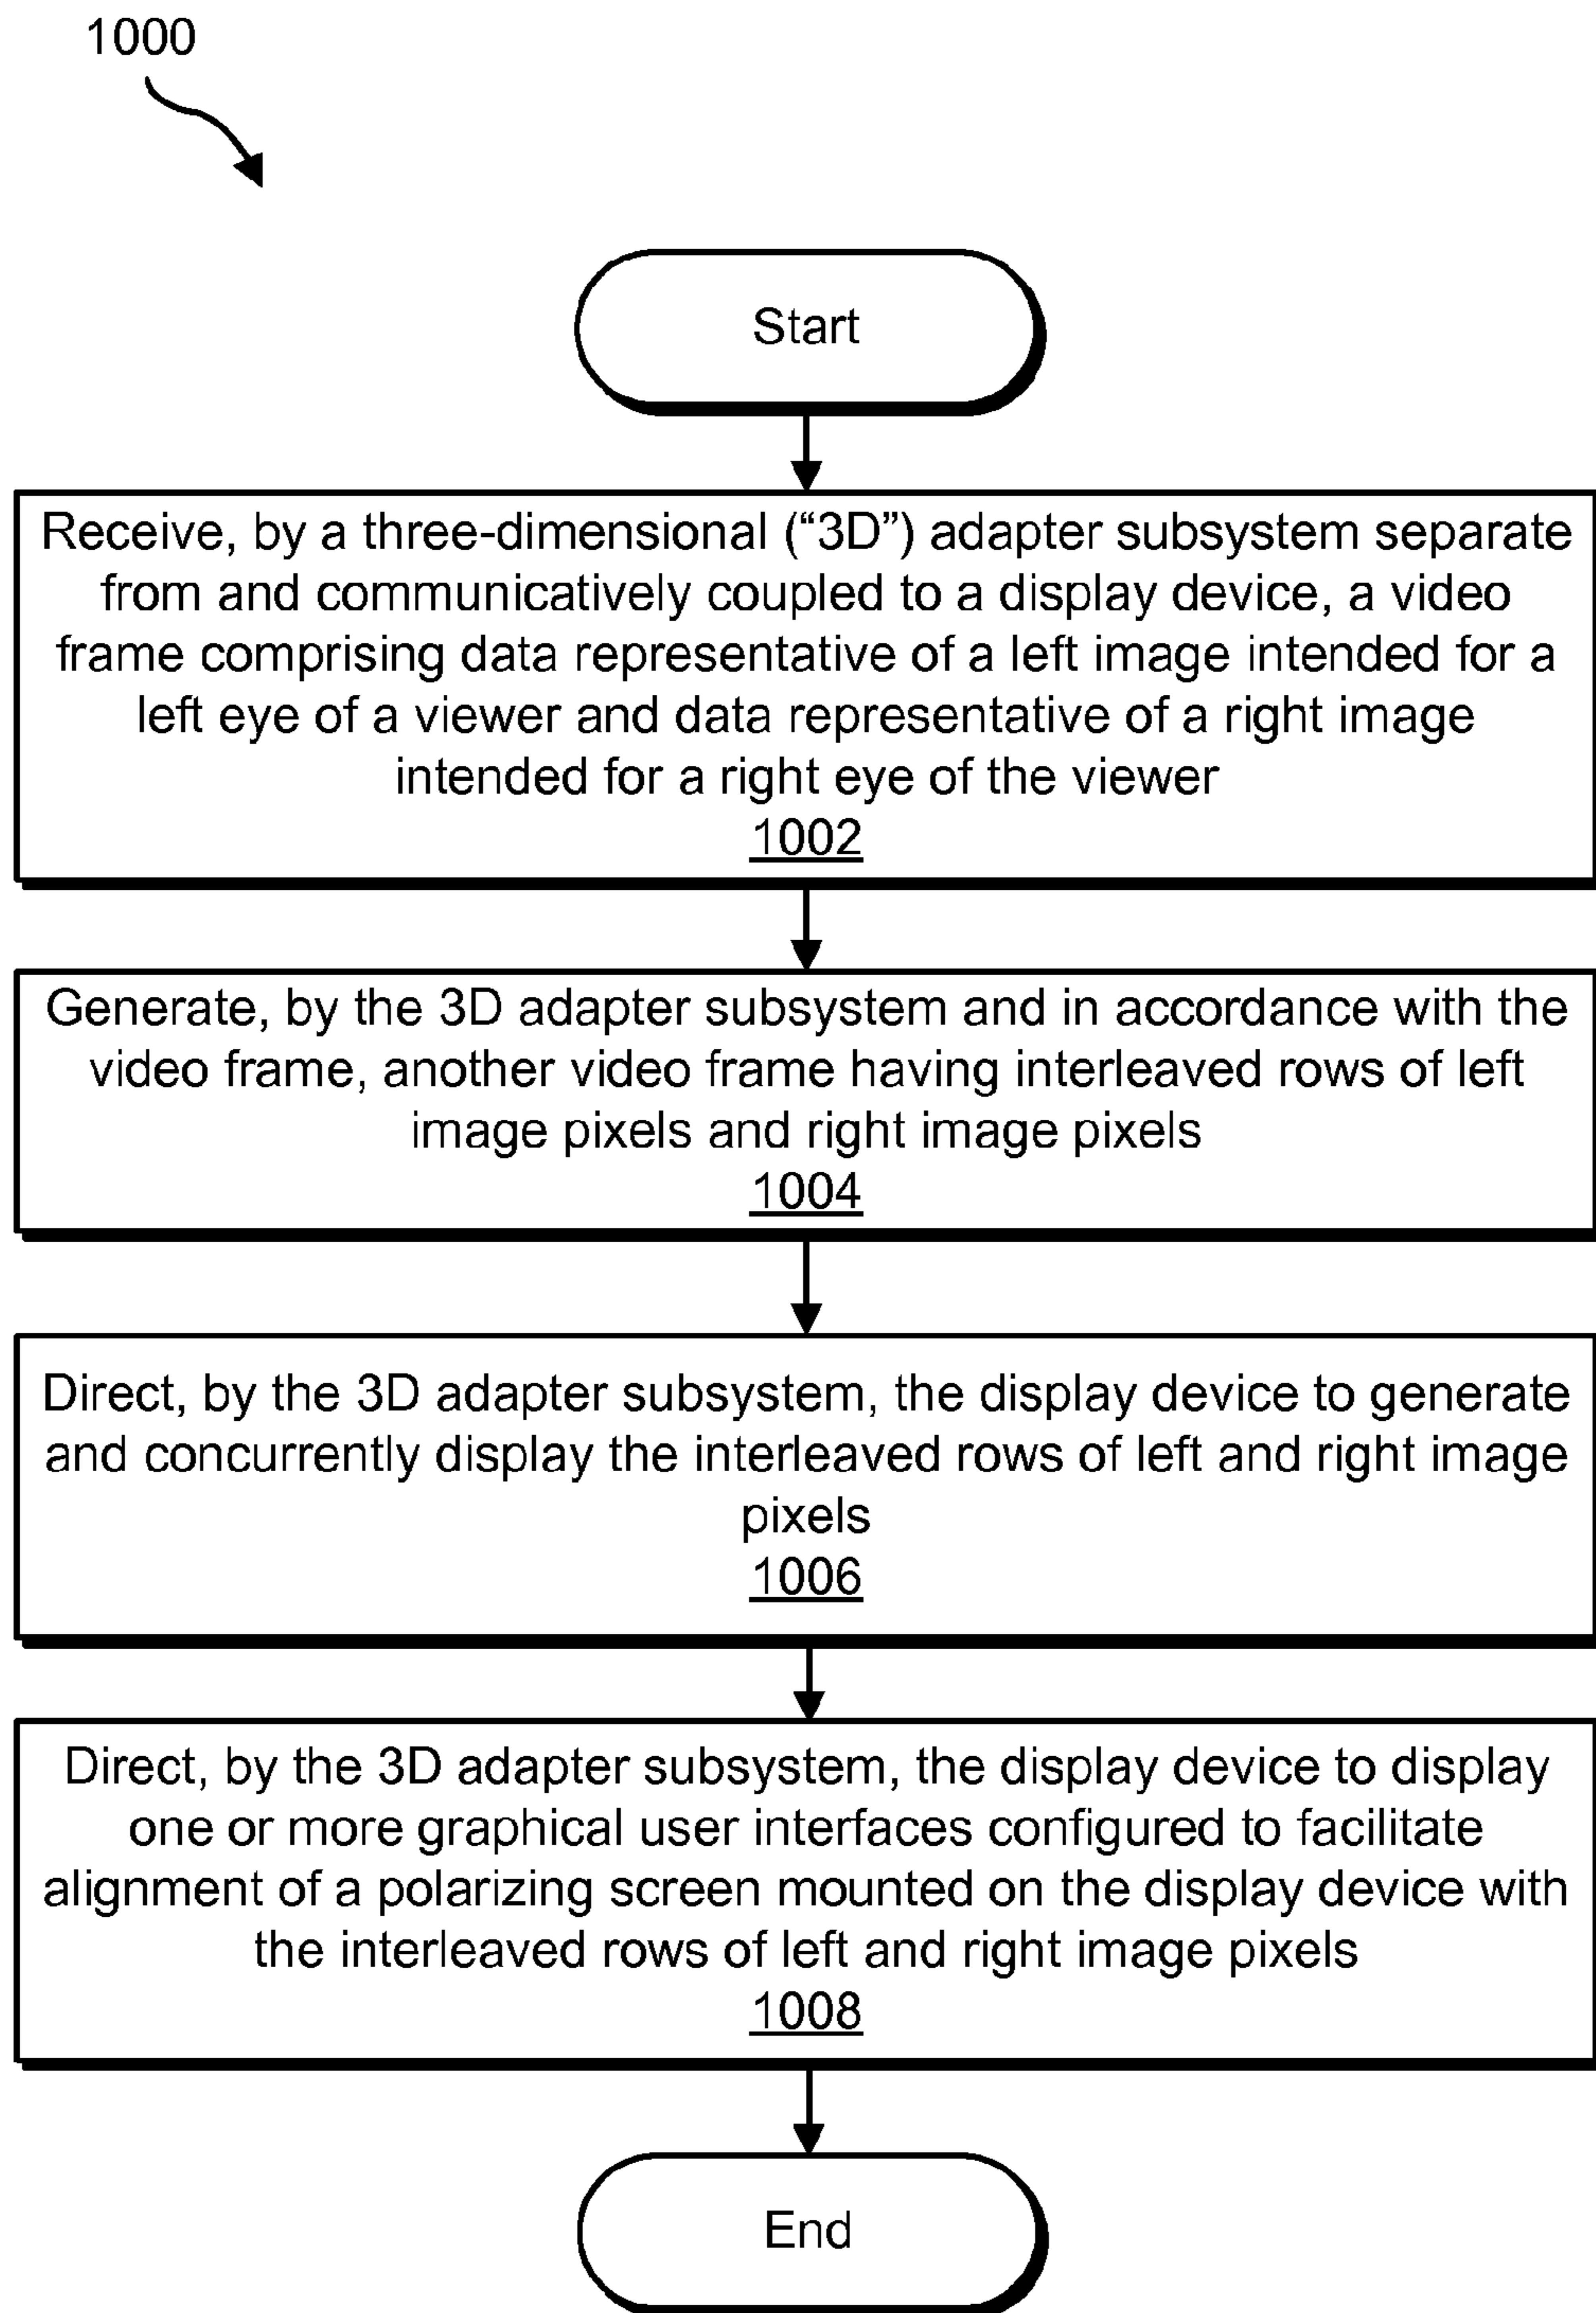 1000
Start
Receive, by a three-dimensional (“3D”) adapter subsystem separate
from and communicatively coupled to a display device, a video
frame comprising data representative of a left image intended for a
left eye of a viewer and data representative of a right image
intended for a right eye of the viewer
1002
Generate, by the 3D adapter subsystem and in accordance with the
video frame, another video frame having interleaved rows of left
image pixels and right image pixels
1004
Direct, by the 3D adapter subsystem, the display device to generate
and concurrently display the interleaved rows of left and right image
pixels
1006
Direct, by the 3D adapter subsystem, the display device to display
one or more graphical user interfaces configured to facilitate
alignment of a polarizing screen mounted on the display device with
the interleaved rows of left and right image pixels
1008
End